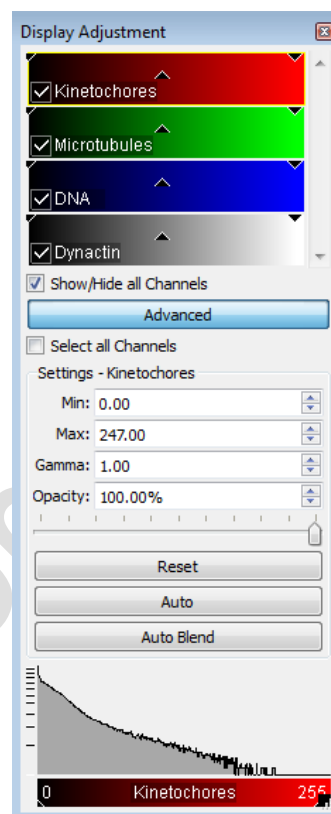 Display Adjustment
Kinetochores
Microtubules
DNA
Dynactin
Show/Hide all Channels
Advanced
Select all Channels
Settings - Kinetochores
Min: 0.00
Max: 247.00
Gamma: 1.00
Opacity: 100.00%
Reset
Auto
Auto Blend
0 Kinetochores 255